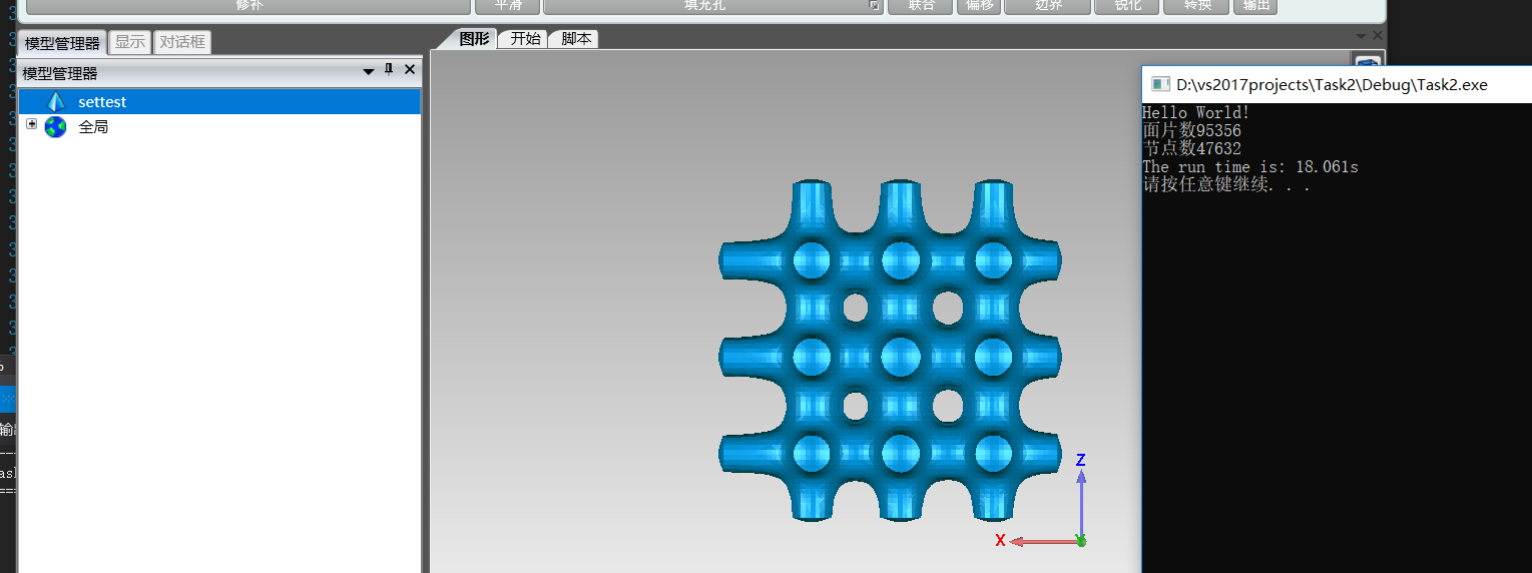 修补 平滑 填充孔 联合 偏移 边界 锐化 转换 输出
模型管理器 显示 对话框
图形 开始 脚本
模型管理器
settest
全局
D:\vs2017projects\Task2\Debug\Task2.exe
Hello World!
面片数95356
节点数47632
The run time is: 18.061s
请按任意键继续. . .
Z
X
Y